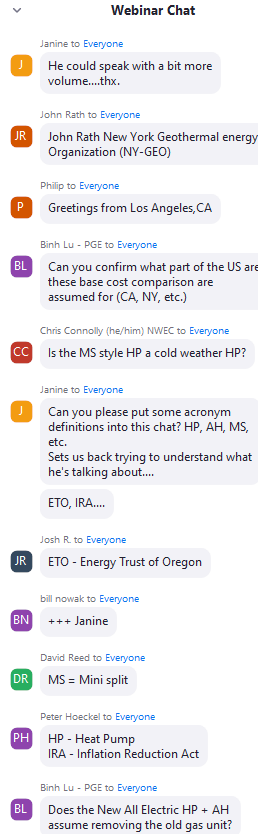 Webinar Chat
Janine to Everyone
J
He could speak with a bit more
volume....thx.
John Rath to Everyone
JR
John Rath New York Geothermal energy
Organization (NY-GEO)
Philip to Everyone
P
Greetings from Los Angeles,CA
Binh Lu - PGE to Everyone
BL
Can you confirm what part of the US are
these base cost comparison are
assumed for (CA, NY, etc.)
Chris Connolly (he/him) NWEC to Everyone
CC
Is the MS style HP a cold weather HP?
Janine to Everyone
J
Can you please put some acronym
definitions into this chat? HP, AH, MS,
etc.
Sets us back trying to understand what
he's talking about....
ETO, IRA....
Josh R. to Everyone
JR
ETO - Energy Trust of Oregon
bill nowak to Everyone
BN
+++ Janine
David Reed to Everyone
DR
MS = Mini split
Peter Hoeckel to Everyone
PH
HP - Heat Pump
IRA - Inflation Reduction Act
Binh Lu - PGE to Everyone
BL
Does the New All Electric HP + AH
assume removing the old gas unit?